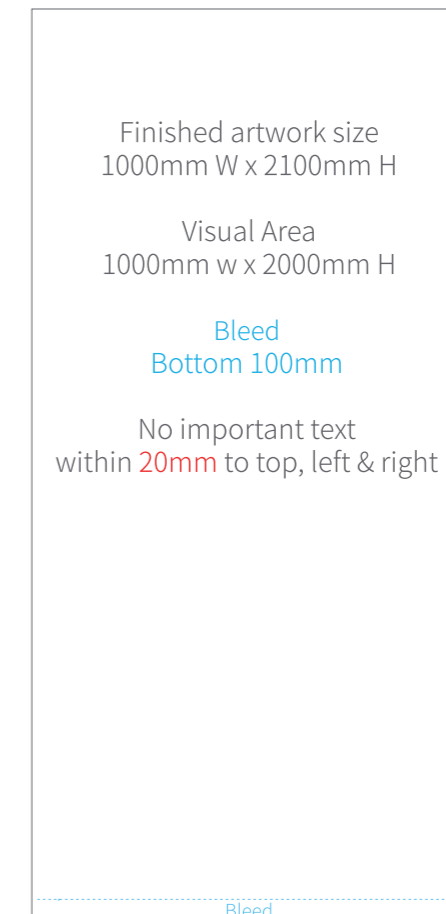 Finished artwork size
1000mm W x 2100mm H
Visual Area
1000mm w x 2000mm H
Bleed
Bottom 100mm
No important text
within 20mm to top, left & right
Bleed